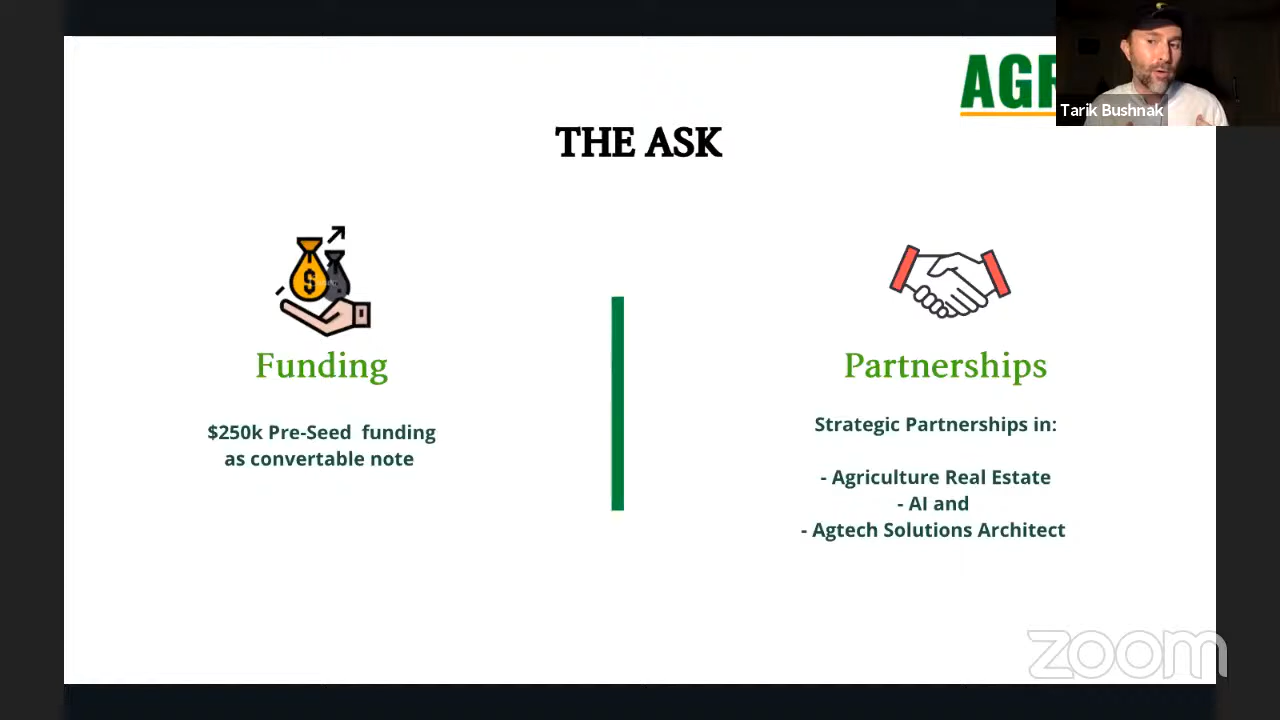 AGR
Tarik Bushnak
THE ASK
$
Funding
Partnerships
$250k Pre-Seed funding
as convertable note
Strategic Partnerships in:
- Agriculture Real Estate
- AI and
- Agtech Solutions Architect
zoom